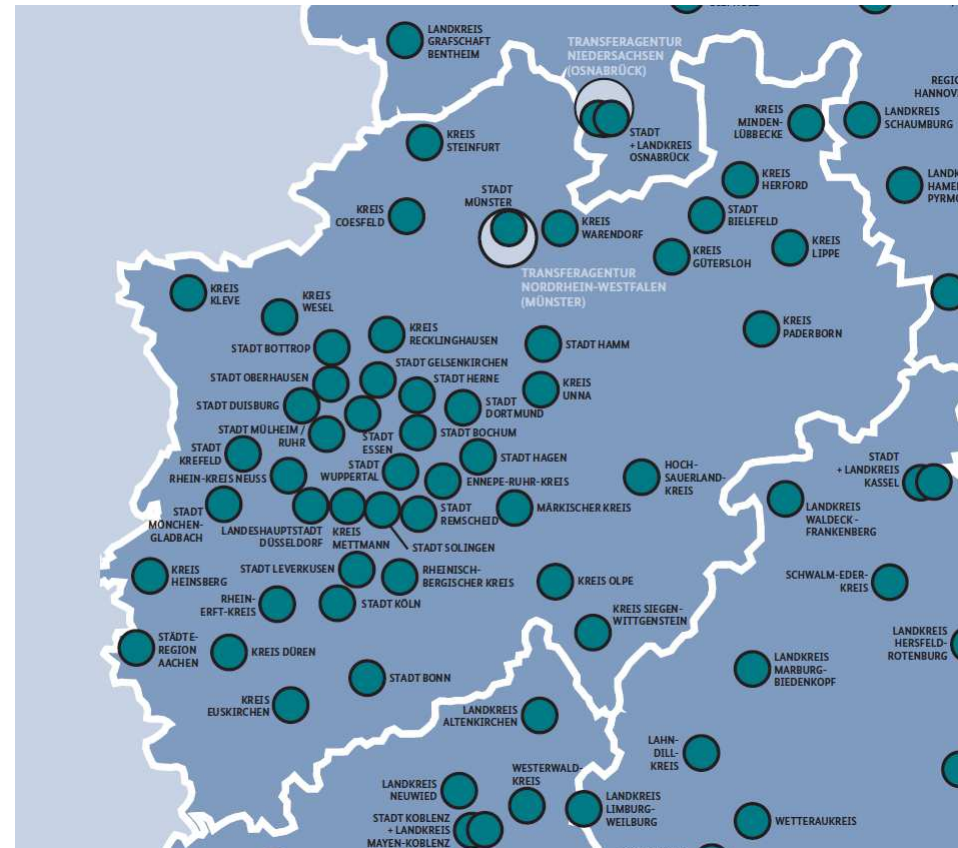 LANDKREIS
GRAFSCHAFT
BENTHEIM
TRANSFERAGENTUR
NIEDERSACHSEN
(OSNABRÜCK)
KREIS
MINDEN-
LÜBBECKE
LANDKREIS
SCHAUMBURG
KREIS
STEINFURT
STADT
+ LANDKREIS
OSNABRÜCK
KREIS
HERFORD
STADT
MÜNSTER
KREIS
COESFELD
KREIS
WARENDORF
STADT
BIELEFELD
KREIS
GÜTERSLOH
KREIS
LIPPE
TRANSFERAGENTUR
NORDRHEIN-WESTFALEN
(MÜNSTER)
KREIS
KLEVE
KREIS
WESEL
KREIS
RECKLINGHAUSEN
KREIS
PADERBORN
STADT BOTTROP
STADT HAMM
STADT GELSENKIRCHEN
STADT OBERHAUSEN
STADT HERNE
KREIS
UNNA
STADT DUISBURG
STADT
DORTMUND
STADT MÜLHEIM /
RUHR
STADT
ESSEN
STADT BOCHUM
STADT
KREFELD
STADT HAGEN
STADT
WUPPERTAL
RHEIN-KREIS NEUSS
ENNEPE-RUHR-KREIS
HOCH-
SAUERLAND-
KREIS
STADT
+ LANDKREIS
KASSEL
STADT
MÖNCHEN-
GLADBACH
LANDESHAUPTSTADT
DÜSSELDORF
KREIS
METTMANN
STADT
REMSCHEID
MÄRKISCHER KREIS
LANDKREIS
WALDECK-
FRANKENBERG
STADT SOLINGEN
KREIS
HEINSBERG
STADT LEVERKUSEN
RHEINISCH-
BERGISCHER KREIS
KREIS OLPE
SCHWALM-EDER-
KREIS
RHEIN-
ERFT-KREIS
STADT KÖLN
KREIS SIEGEN-
WITTGENSTEIN
STÄDTE-
REGION
AACHEN
KREIS DÜREN
LANDKREIS
HERSFELD-
ROTENBURG
STADT BONN
LANDKREIS
MARBURG-
BIEDENKOPF
KREIS
EUSKIRCHEN
LANDKREIS
ALTENKIRCHEN
LAHN-
DILL-
KREIS
WESTERWALD-
KREIS
LANDKREIS
NEUWIED
LANDKREIS
LIMBURG-
WEILBURG
STADT KOBLENZ
+ LANDKREIS
MAYEN-KOBLENZ
WETTERAUKREIS